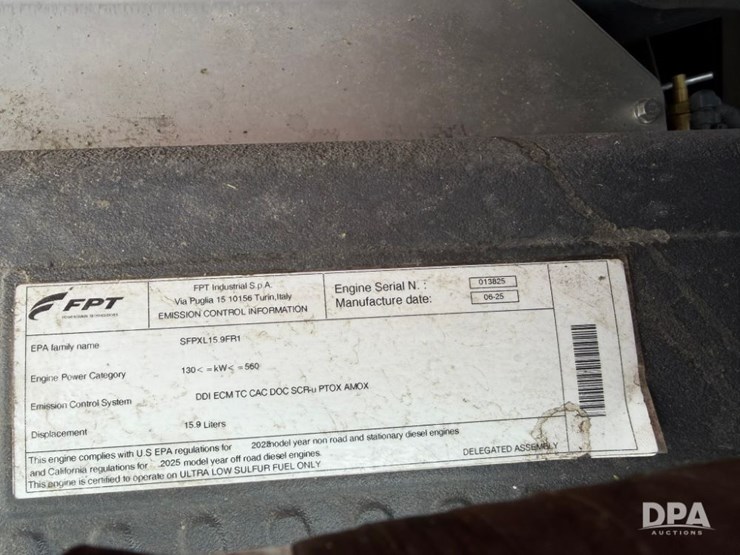 FPT
FPT Industrial S.p.A.
Via Puglia 15 10156 Turin,Italy
EMISSION CONTROL INFORMATION
Engine Serial N. : 013825
Manufacture date: 06-25
EPA family name SFPXL15.9FR1
Engine Power Category 130< =kW< =560
Emission Control System DDI ECM TC CAC DOC SCR-u PTOX AMOX
Displacement 15.9 Liters
This engine complies with U.S EPA regulations for model year non road and stationary diesel engines
and California regulations for .2025 model year off road diesel engines.
This engine is certified to operate on ULTRA LOW SULFUR FUEL ONLY
DELEGATED ASSEMBLY
DPA
AUCTIONS